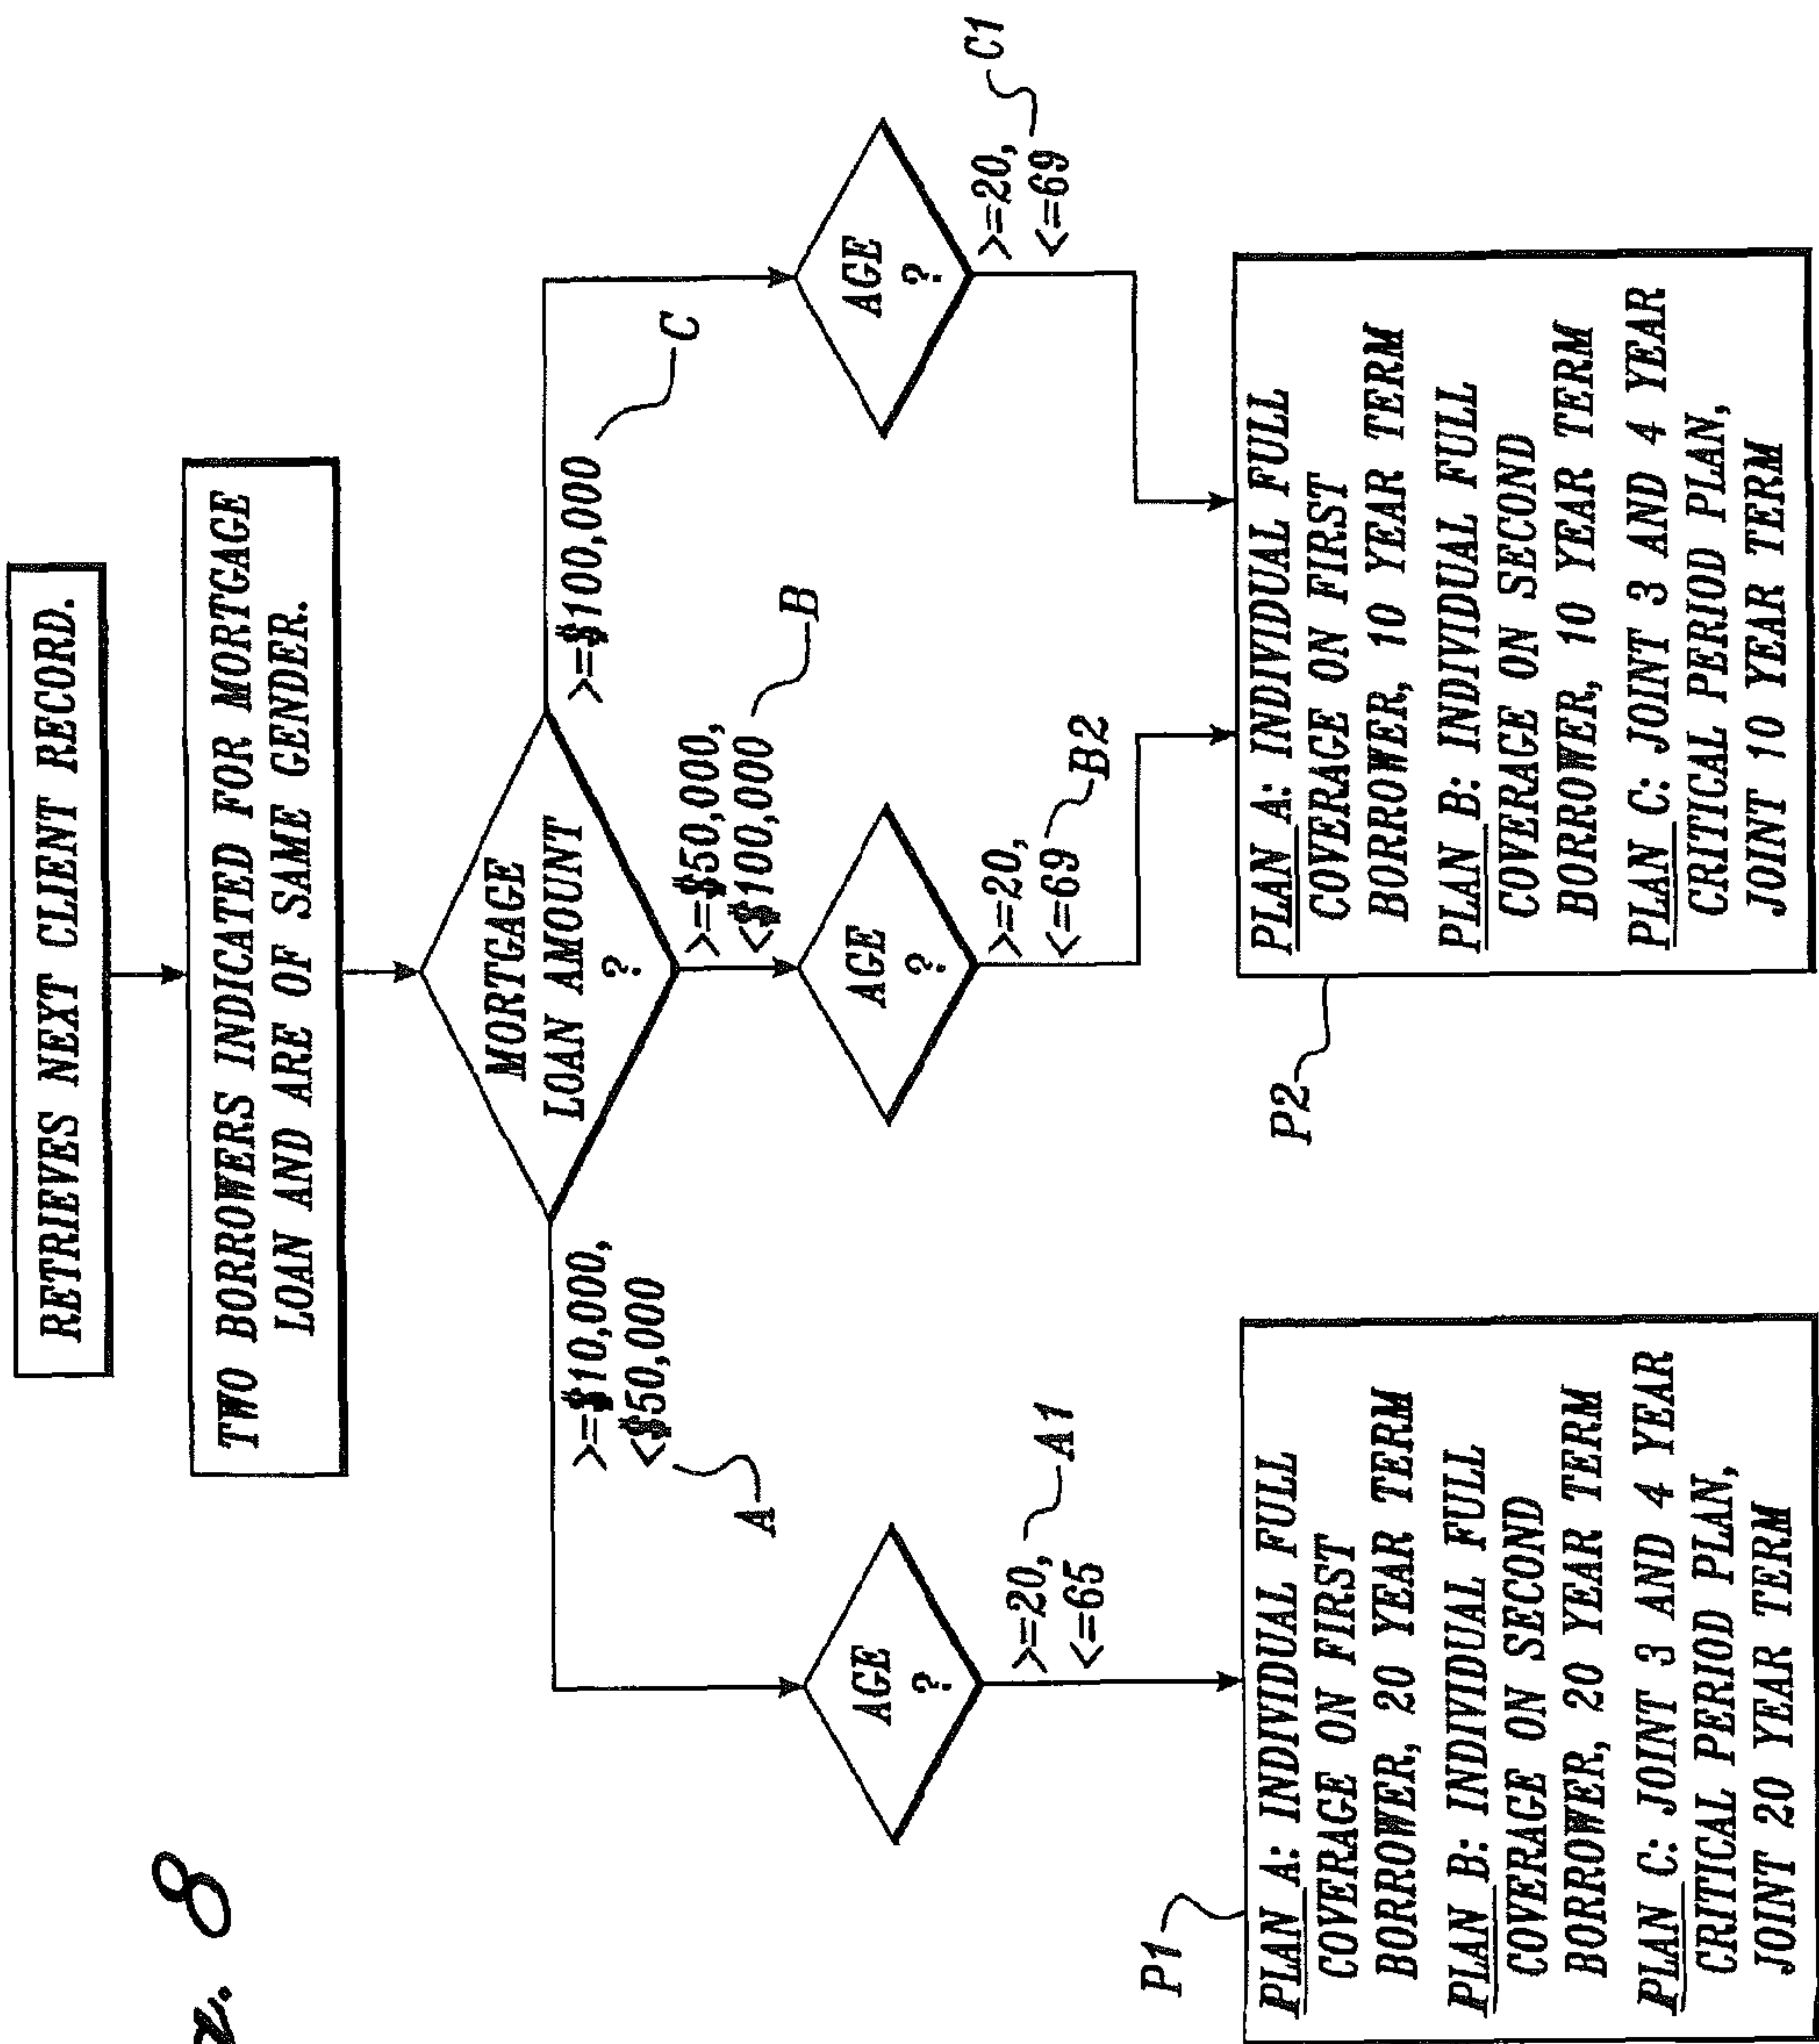 RETRIEVES NEXT CLIENT RECORD.
TWO BORROWERS INDICATED FOR MORTGAGE
LOAN AND ARE OF SAME GENDER.
MORTGAGE
LOAN AMOUNT
?
>=$10,000,
<$50,000
A
>=$50,000,
<$100,000
B
>=$100,000
C
AGE
?
>=20,
<=65
A1
AGE
?
>=20,
<=69
B2
AGE
?
>=20,
<=69
C1
P1
PLAN A: INDIVIDUAL FULL
COVERAGE ON FIRST
BORROWER, 20 YEAR TERM
PLAN B: INDIVIDUAL FULL
COVERAGE ON SECOND
BORROWER, 20 YEAR TERM
PLAN C: JOINT 3 AND 4 YEAR
CRITICAL PERIOD PLAN,
JOINT 20 YEAR TERM
P2
PLAN A: INDIVIDUAL FULL
COVERAGE ON FIRST
BORROWER, 10 YEAR TERM
PLAN B: INDIVIDUAL FULL
COVERAGE ON SECOND
BORROWER, 10 YEAR TERM
PLAN C: JOINT 3 AND 4 YEAR
CRITICAL PERIOD PLAN,
JOINT 10 YEAR TERM
8